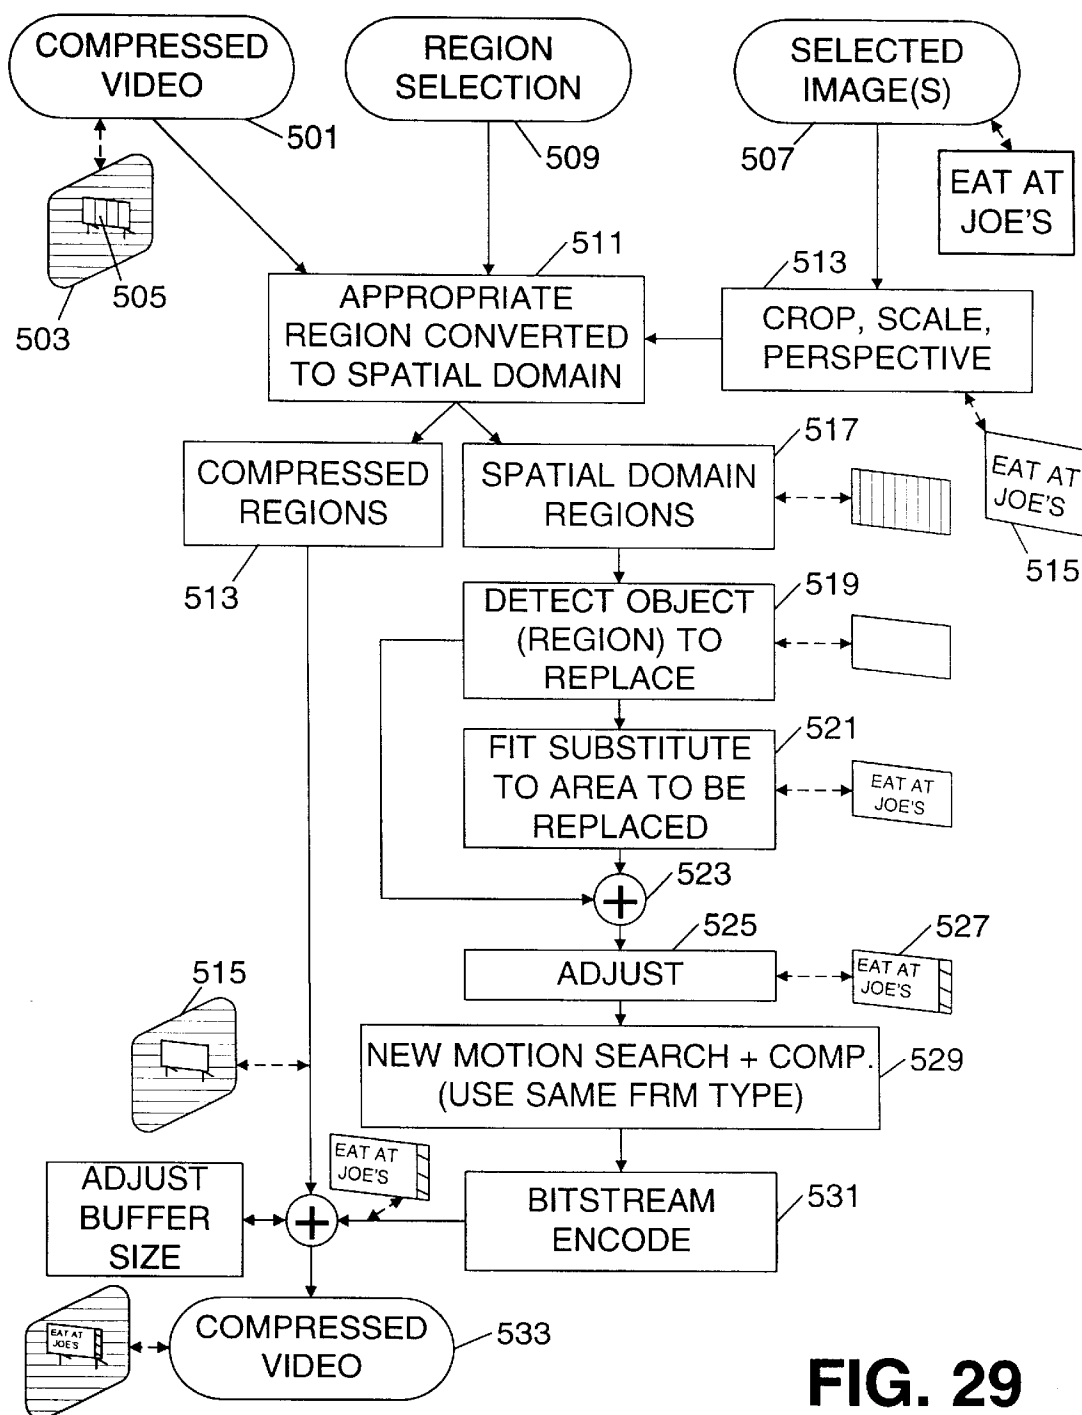 COMPRESSED
VIDEO
501
REGION
SELECTION
509
SELECTED
IMAGE(S)
507
EAT AT
JOE'S
505
503
511
APPROPRIATE
REGION CONVERTED
TO SPATIAL DOMAIN
513
CROP, SCALE,
PERSPECTIVE
EAT AT
JOE'S
515
COMPRESSED
REGIONS
513
517
SPATIAL DOMAIN
REGIONS
519
DETECT OBJECT
(REGION) TO
REPLACE
521
FIT SUBSTITUTE
TO AREA TO BE
REPLACED
EAT AT
JOE'S
+
523
525
ADJUST
527
EAT AT
JOE'S
515
NEW MOTION SEARCH + COMP.
(USE SAME FRM TYPE)
529
EAT AT
JOE'S
ADJUST
BUFFER
SIZE
+
BITSTREAM
ENCODE
531
EAT AT
JOE'S
COMPRESSED
VIDEO
533
FIG. 29